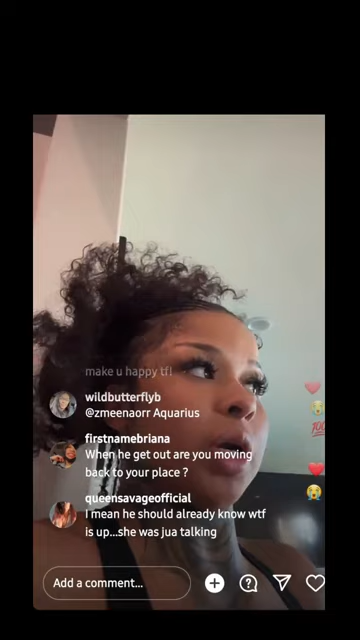 make u happy tf!
wildbutterflyb
@zmeenaorr Aquarius
firstnamebriana
When he get out are you moving
back to your place ?
queensavageofficial
I mean he should already know wtf
is up...she was jua talking
Add a comment...